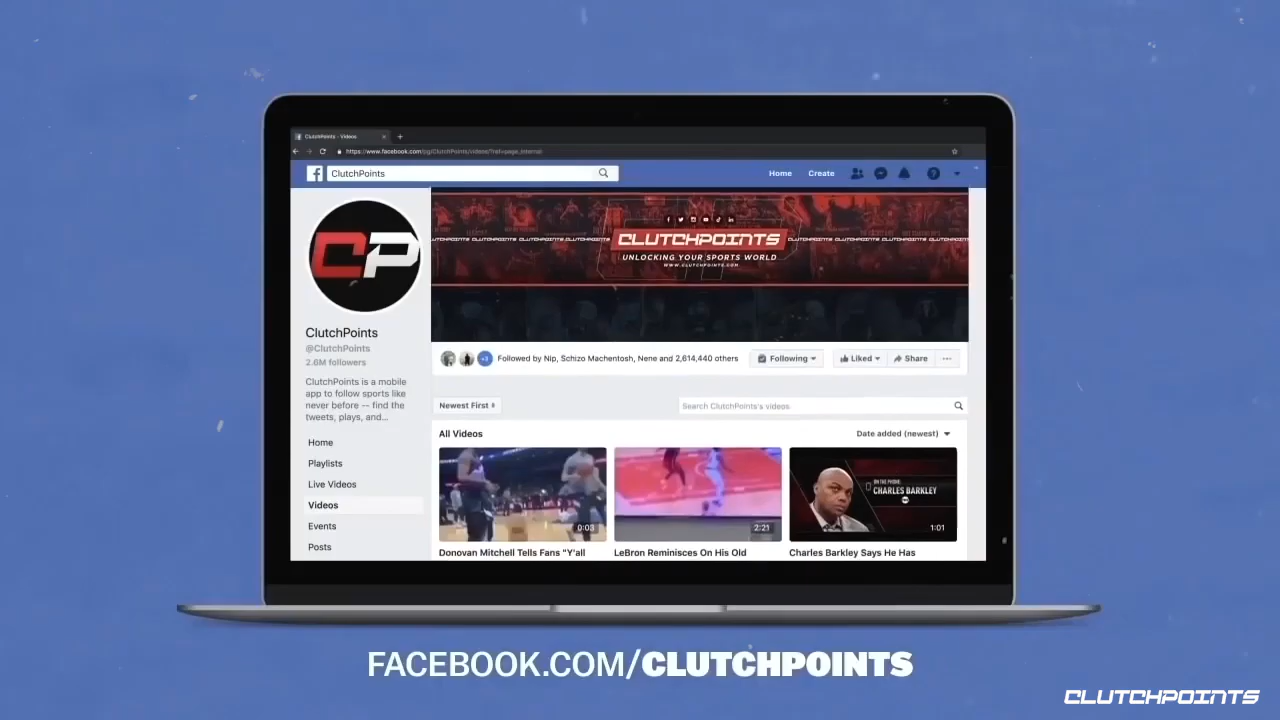 ClutchPoints - Videos
https://www.facebook.com/pg/ClutchPoints/videos/?ref=page_internal
ClutchPoints
Home
Create
CP
CLUTCHPOINTS
UNLOCKING YOUR SPORTS WORLD
WWW.CLUTCHPOINTS.COM
ClutchPoints
@ClutchPoints
2.6M followers
ClutchPoints is a mobile
app to follow sports like
never before -- find the
tweets, plays, and...
Home
Playlists
Live Videos
Videos
Events
Posts
Followed by Nip, Schizo Machentosh, Nene and 2,614,440 others
Following
Liked
Share
Newest First
Search ClutchPoints's videos
All Videos
Date added (newest)
0:03
2:21
ON THE PHONE:
CHARLES BARKLEY
1:01
Donovan Mitchell Tells Fans "Y'all
LeBron Reminisces On His Old
Charles Barkley Says He Has
FACEBOOK.COM/CLUTCHPOINTS
CLUTCHPOINTS